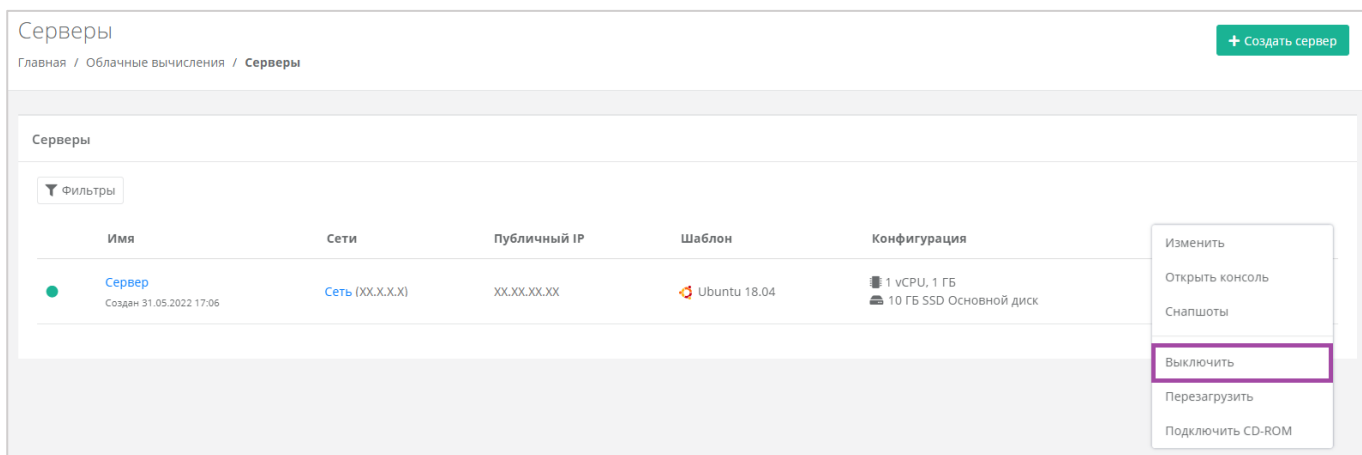 Серверы
+ Создать сервер
Главная / Облачные вычисления / Серверы
Серверы
Фильтры
Имя Сети Публичный IP Шаблон Конфигурация
Сервер
Создан 31.05.2022 17:06
Сеть (XX.X.X.X) XX.XX.XX.XX Ubuntu 18.04
1 vCPU, 1 ГБ
10 ГБ SSD Основной диск
Изменить
Открыть консоль
Снапшоты
Выключить
Перезагрузить
Подключить CD-ROM